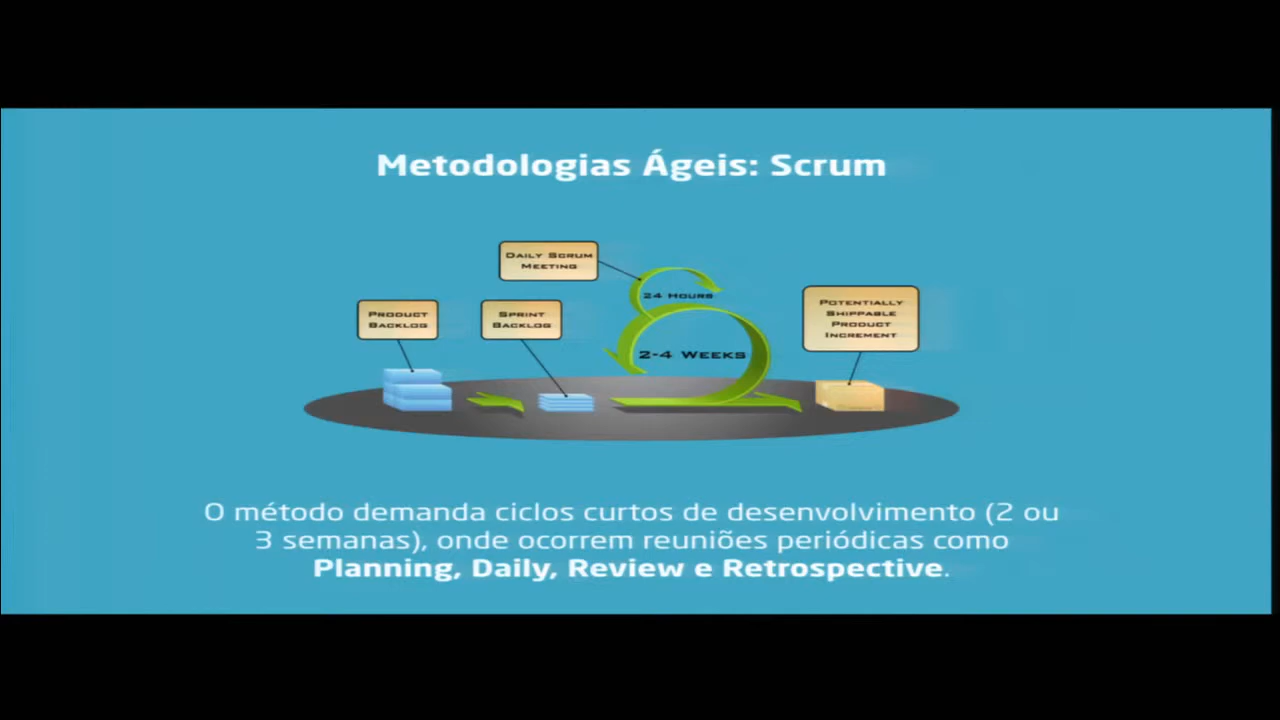 Metodologias Ágeis: Scrum
DAILY SCRUM
MEETING
24 HOURS
PRODUCT
BACKLOG
SPRINT
BACKLOG
POTENTIALLY
SHIPPABLE
PRODUCT
INCREMENT
2-4 WEEKS
O método demanda ciclos curtos de desenvolvimento (2 ou
3 semanas), onde ocorrem reuniões periódicas como
Planning, Daily, Review e Retrospective.